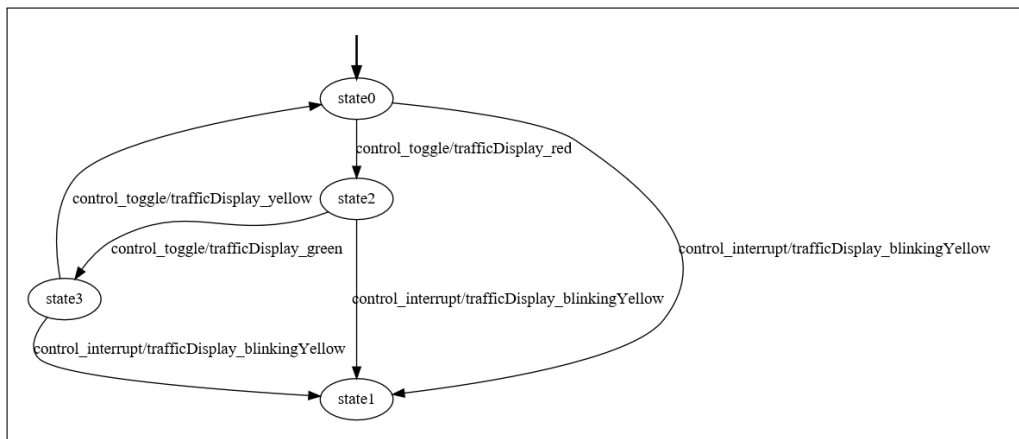 state0
control_toggle/trafficDisplay_red
state2
control_toggle/trafficDisplay_yellow
control_toggle/trafficDisplay_green
control_interrupt/trafficDisplay_blinkingYellow
state3
control_interrupt/trafficDisplay_blinkingYellow
control_interrupt/trafficDisplay_blinkingYellow
state1